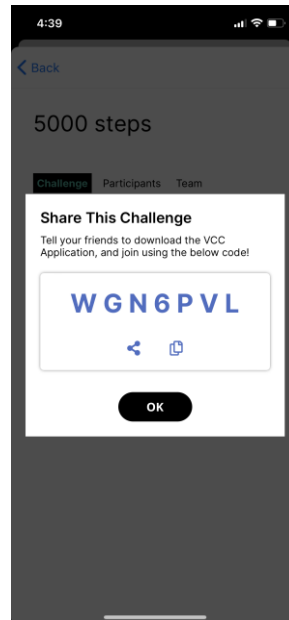 4:39
Back
5000 steps
Challenge Participants Team
Share This Challenge
Tell your friends to download the VCC
Application, and join using the below code!
WGN6PVL
OK